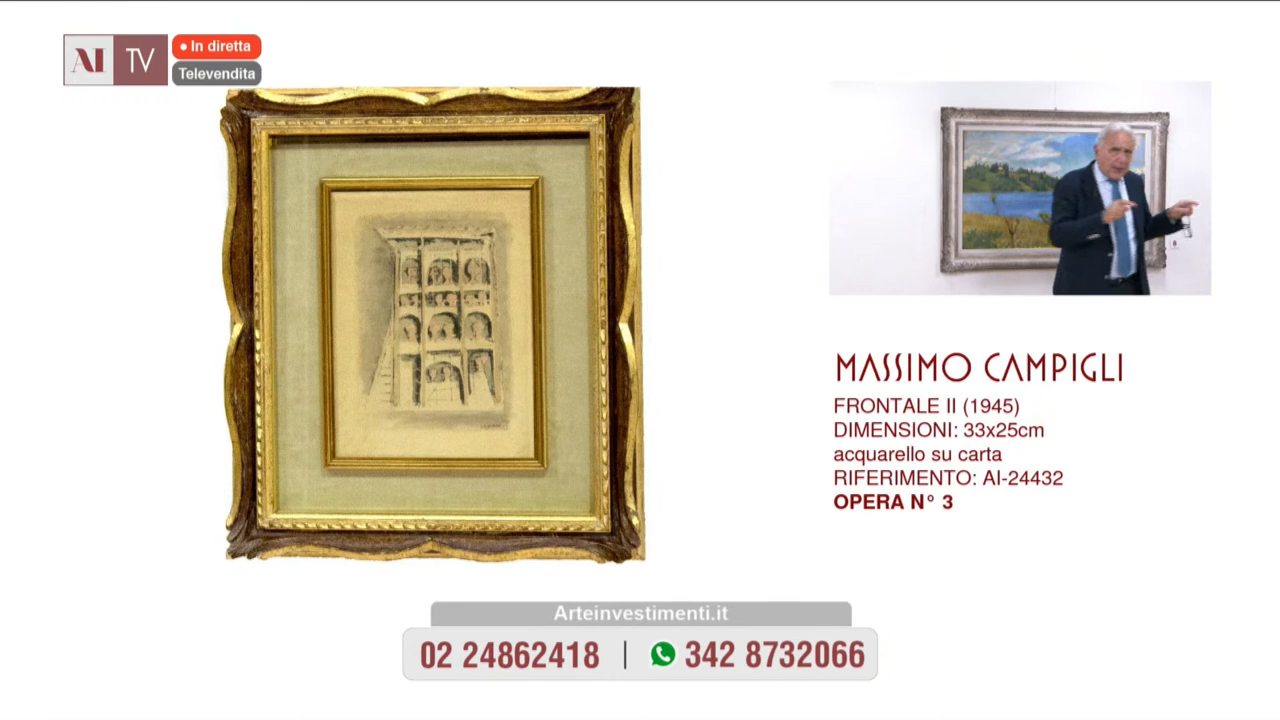 AI TV
In diretta
Televendita
MASSIMO CAMPIGLI
FRONTALE II (1945)
DIMENSIONI: 33x25cm
acquarello su carta
RIFERIMENTO: AI-24432
OPERA N° 3
Arteinvestimenti.it
02 24862418 | 342 8732066